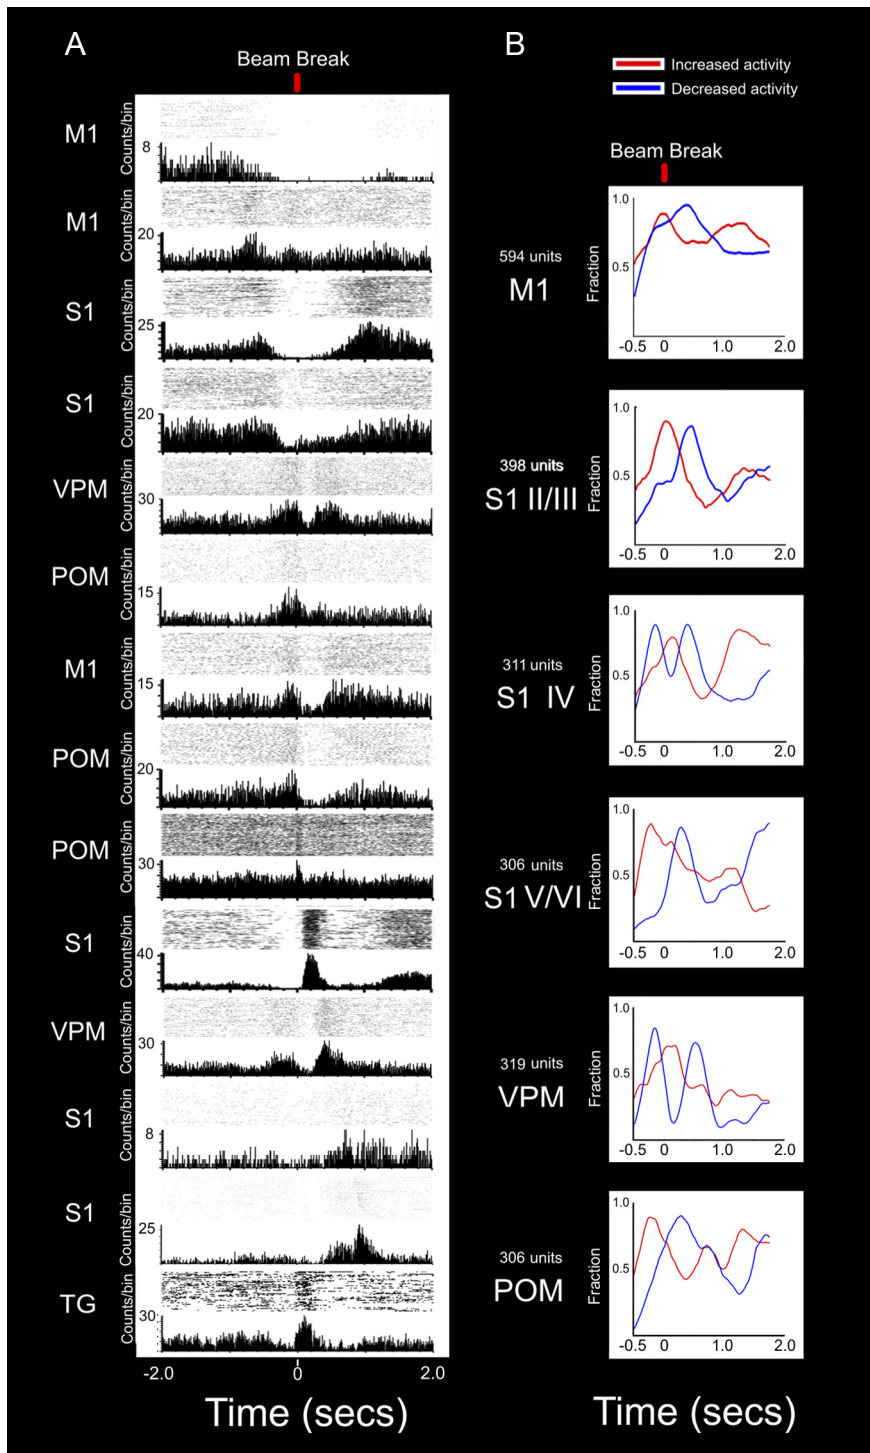 A
Beam Break
M1
Counts/bin
8
M1
Counts/bin
20
S1
Counts/bin
25
S1
Counts/bin
20
VPM
Counts/bin
30
POM
Counts/bin
15
M1
Counts/bin
15
POM
Counts/bin
20
POM
Counts/bin
30
S1
Counts/bin
40
VPM
Counts/bin
30
S1
Counts/bin
8
S1
Counts/bin
25
TG
Counts/bin
30
-2.0 0 2.0
Time (secs)
B
Increased activity
Decreased activity
Beam Break
594 units
M1
Fraction
1.0
0.5
-0.5 0 1.0 2.0
398 units
S1 II/III
Fraction
1.0
0.5
-0.5 0 1.0 2.0
311 units
S1 IV
Fraction
1.0
0.5
-0.5 0 1.0 2.0
306 units
S1 V/VI
Fraction
1.0
0.5
-0.5 0 1.0 2.0
319 units
VPM
Fraction
1.0
0.5
-0.5 0 1.0 2.0
306 units
POM
Fraction
1.0
0.5
-0.5 0 1.0 2.0
Time (secs)